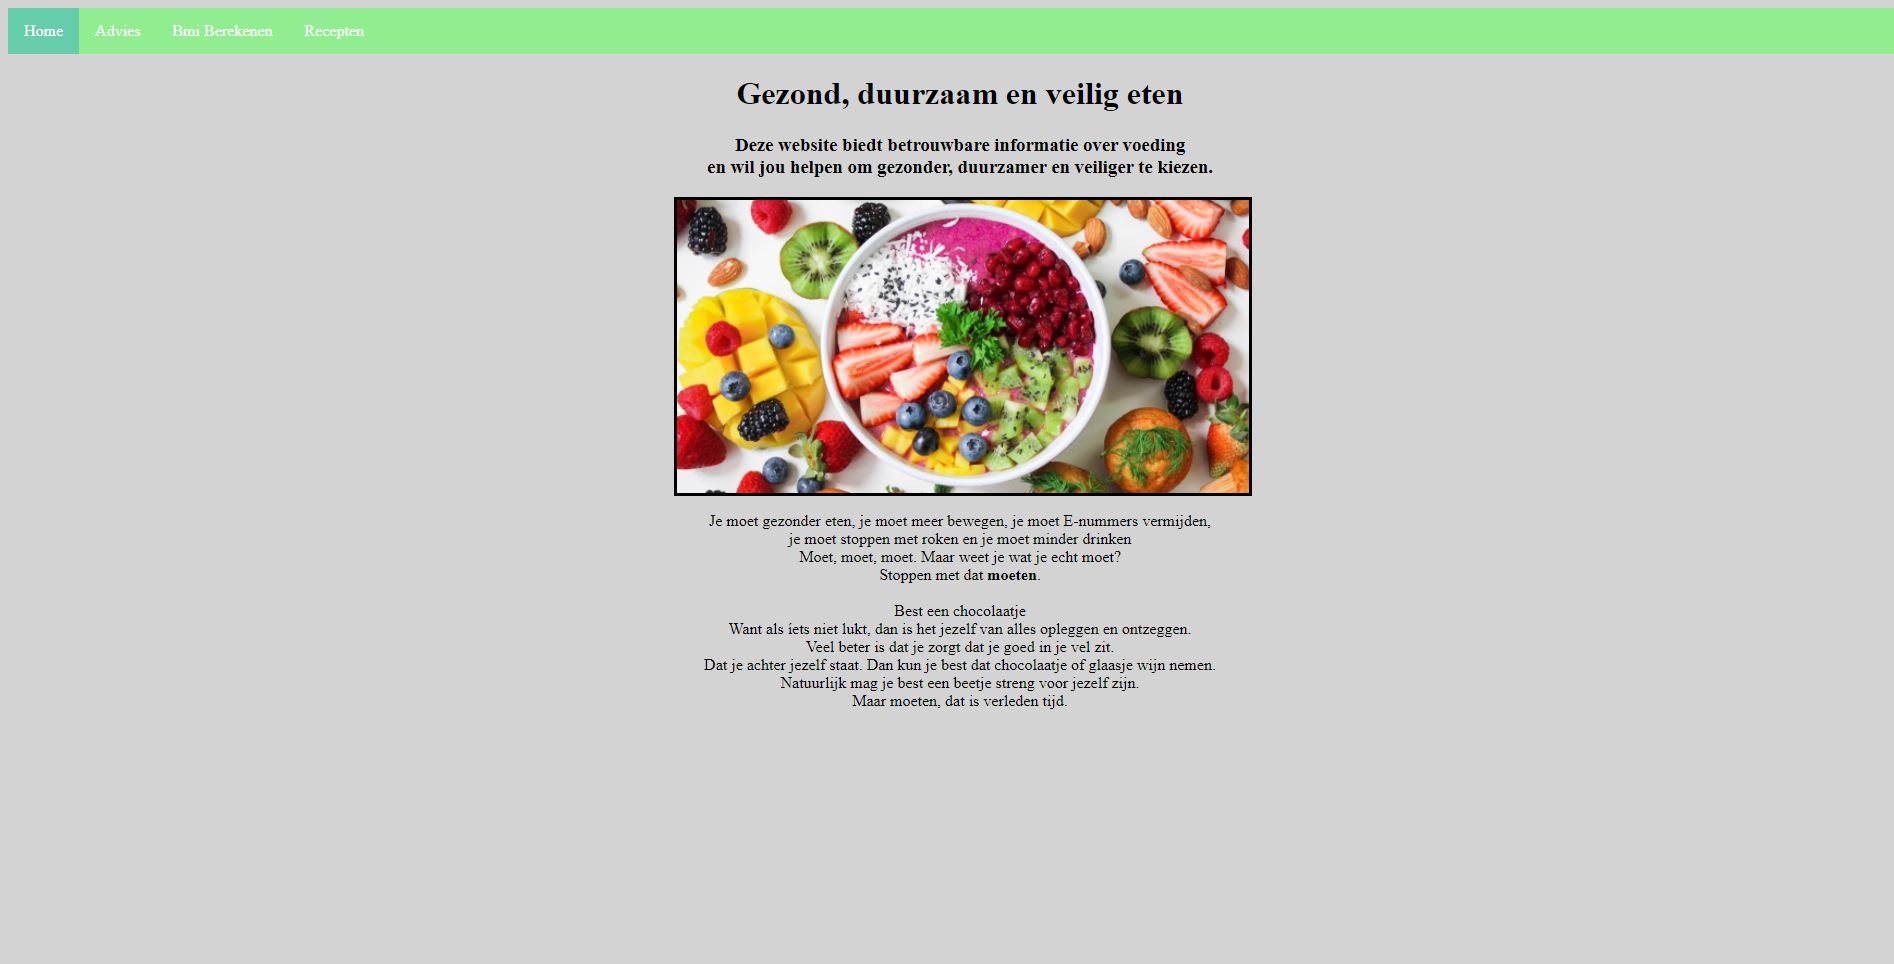 Home Advies Bmi Berekenen Recepten
Gezond, duurzaam en veilig eten
Deze website biedt betrouwbare informatie over voeding
en wil jou helpen om gezonder, duurzamer en veiliger te kiezen.
Je moet gezonder eten, je moet meer bewegen, je moet E-nummers vermijden,
je moet stoppen met roken en je moet minder drinken
Moet, moet, moet. Maar weet je wat je echt moet?
Stoppen met dat moeten.
Best een chocolaatje
Want als íets niet lukt, dan is het jezelf van alles opleggen en ontzeggen.
Veel beter is dat je zorgt dat je goed in je vel zit.
Dat je achter jezelf staat. Dan kun je best dat chocolaatje of glaasje wijn nemen.
Natuurlijk mag je best een beetje streng voor jezelf zijn.
Maar moeten, dat is verleden tijd.